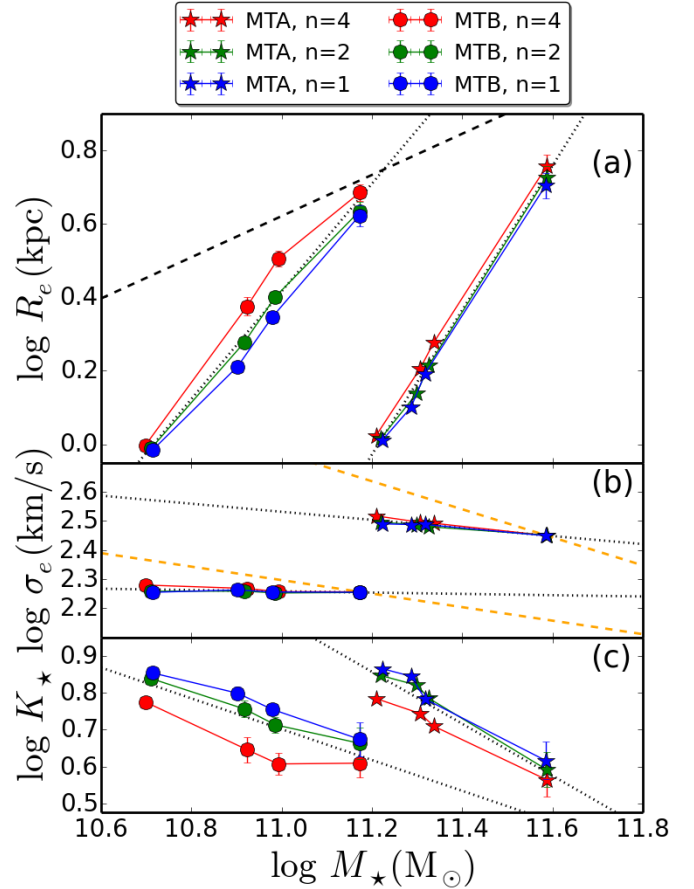 MTA, n=4 MTB, n=4
MTA, n=2 MTB, n=2
MTA, n=1 MTB, n=1
(a)
log R_e (kpc)
0.8
0.6
0.4
0.2
0.0
(b)
log σ_e (km/s)
2.6
2.5
2.4
2.3
2.2
(c)
log K_★
0.9
0.8
0.7
0.6
0.5
10.6 10.8 11.0 11.2 11.4 11.6 11.8
log M_★(M_⊙)